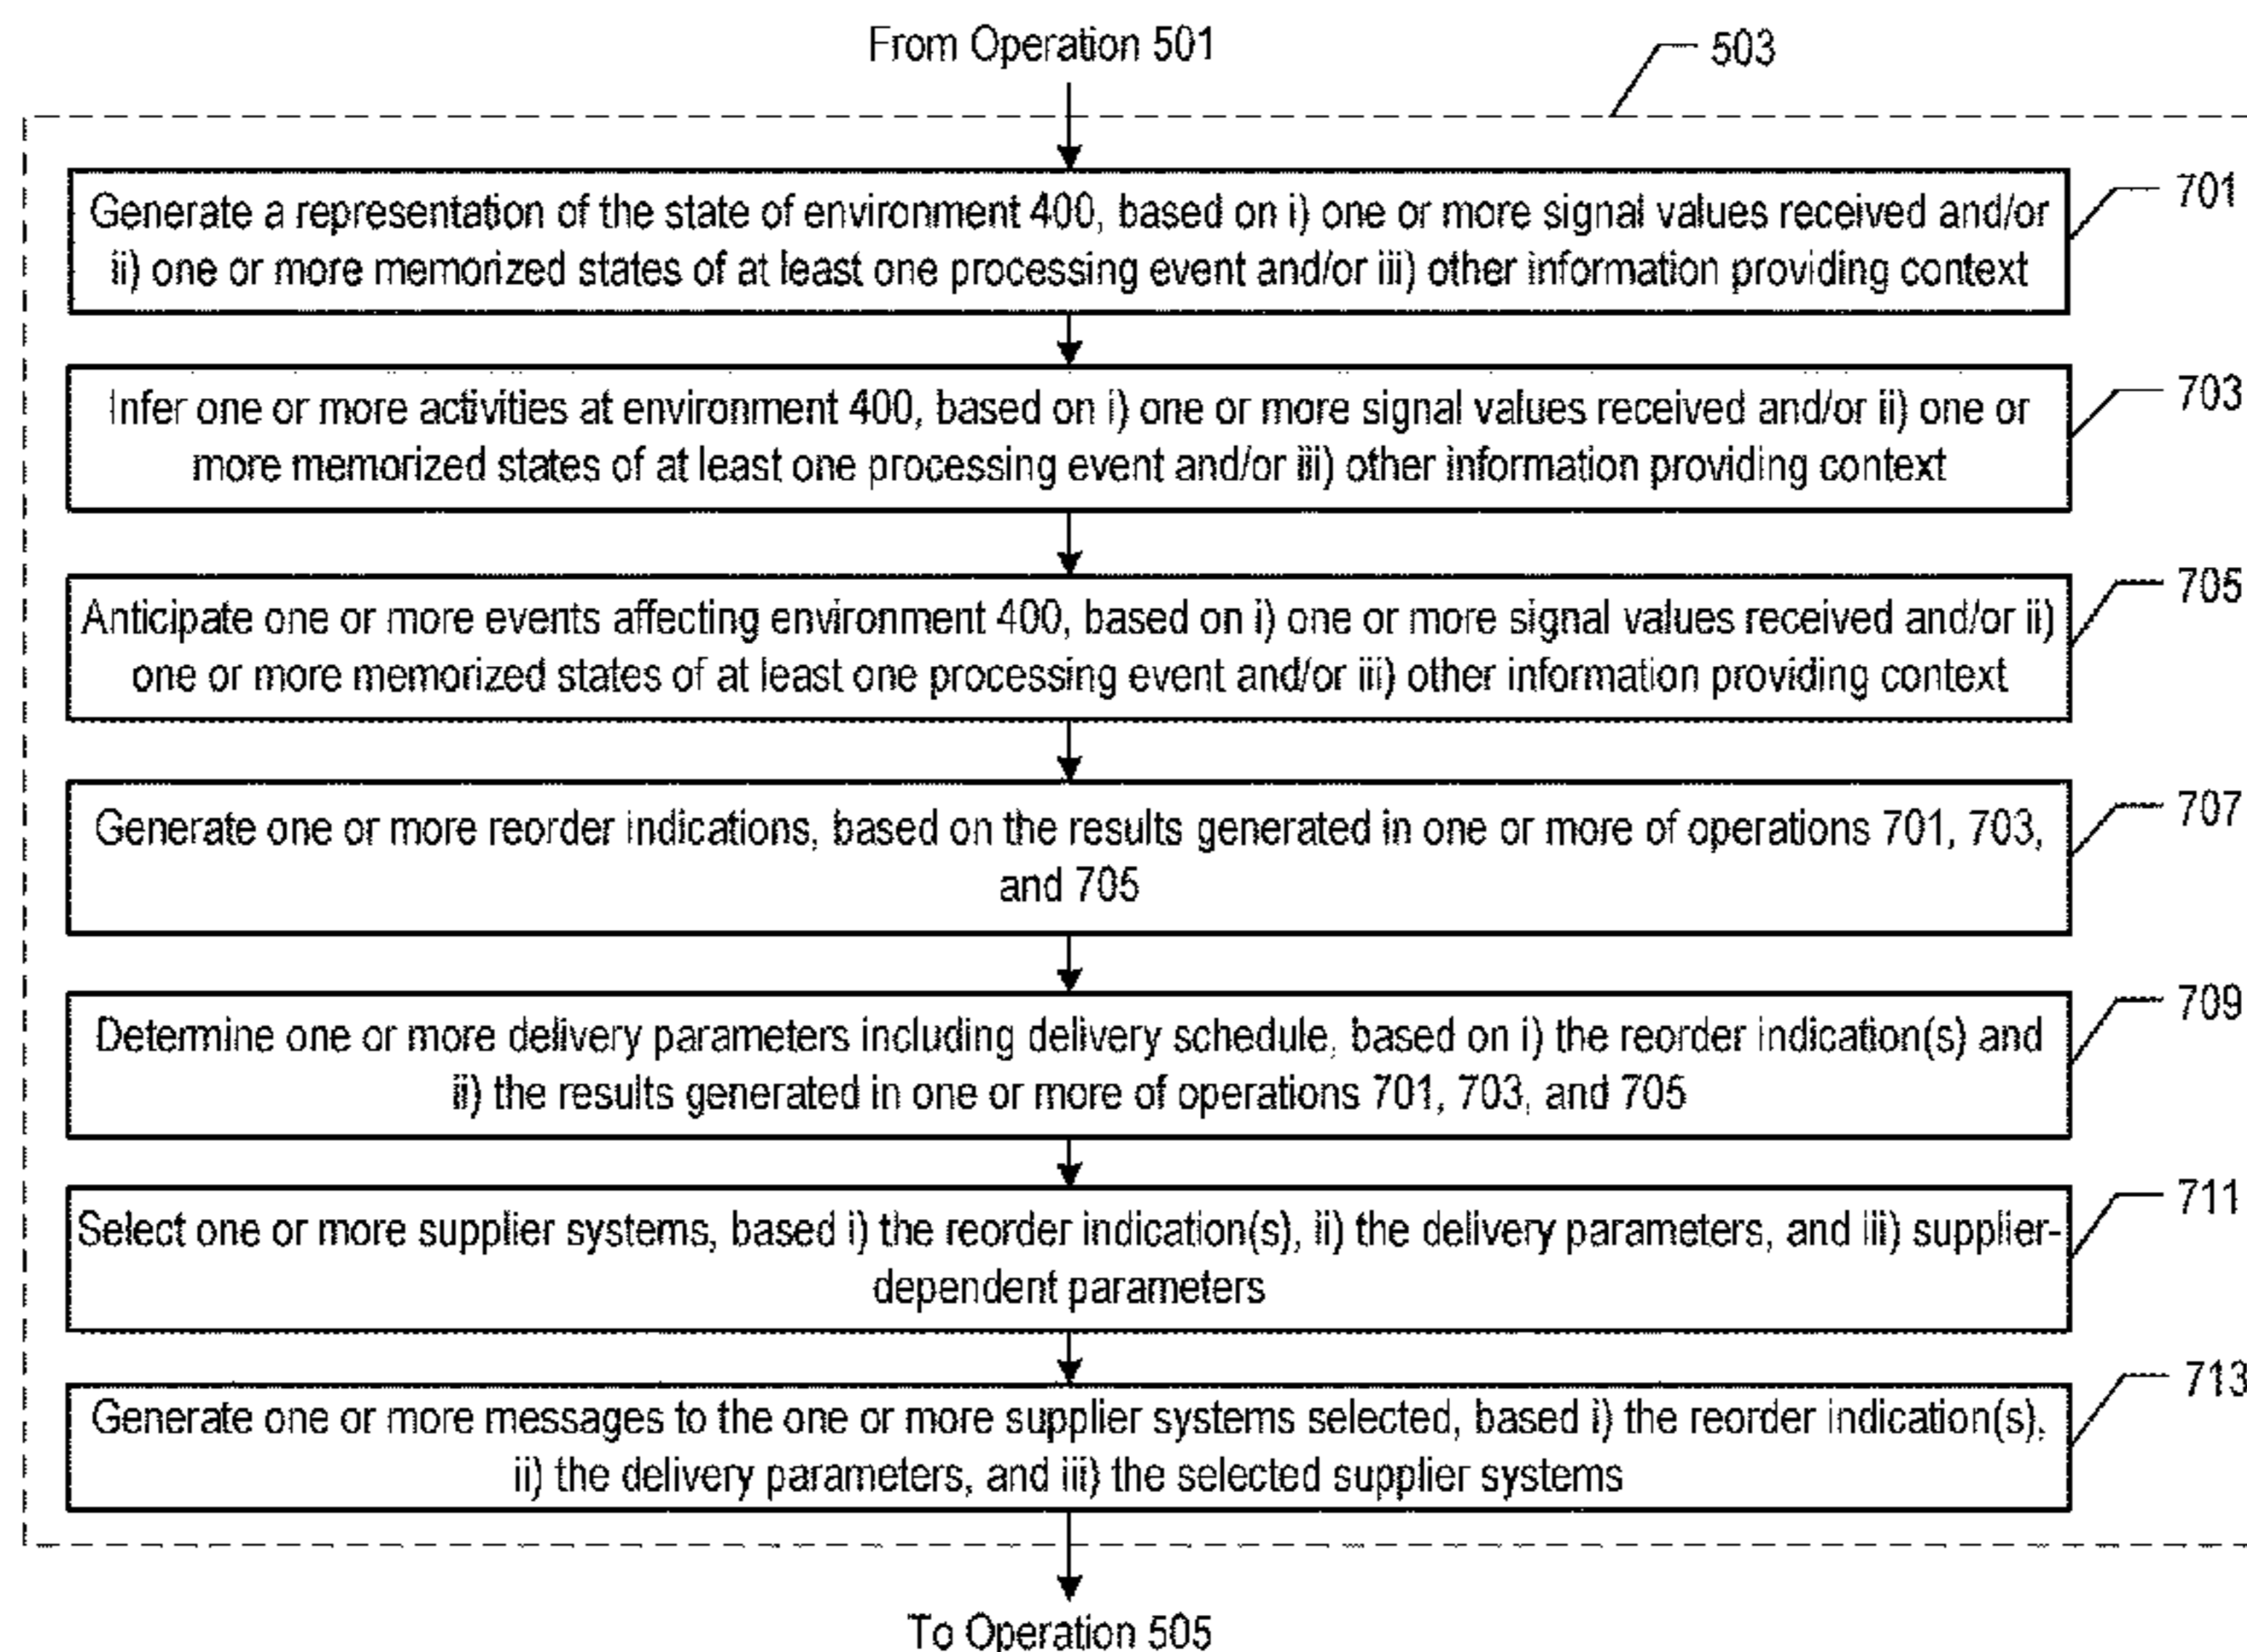 From Operation 501
503
Generate a representation of the state of environment 400, based on i) one or more signal values received and/or
ii) one or more memorized states of at least one processing event and/or iii) other information providing context
701
Infer one or more activities at environment 400, based on i) one or more signal values received and/or ii) one or
more memorized states of at least one processing event and/or iii) other information providing context
703
Anticipate one or more events affecting environment 400, based on i) one or more signal values received and/or ii)
one or more memorized states of at least one processing event and/or iii) other information providing context
705
Generate one or more reorder indications, based on the results generated in one or more of operations 701, 703,
and 705
707
Determine one or more delivery parameters including delivery schedule, based on i) the reorder indication(s) and
ii) the results generated in one or more of operations 701, 703, and 705
709
Select one or more supplier systems, based i) the reorder indication(s), ii) the delivery parameters, and iii) supplier-
dependent parameters
711
Generate one or more messages to the one or more supplier systems selected, based i) the reorder indication(s),
ii) the delivery parameters, and iii) the selected supplier systems
713
To Operation 505